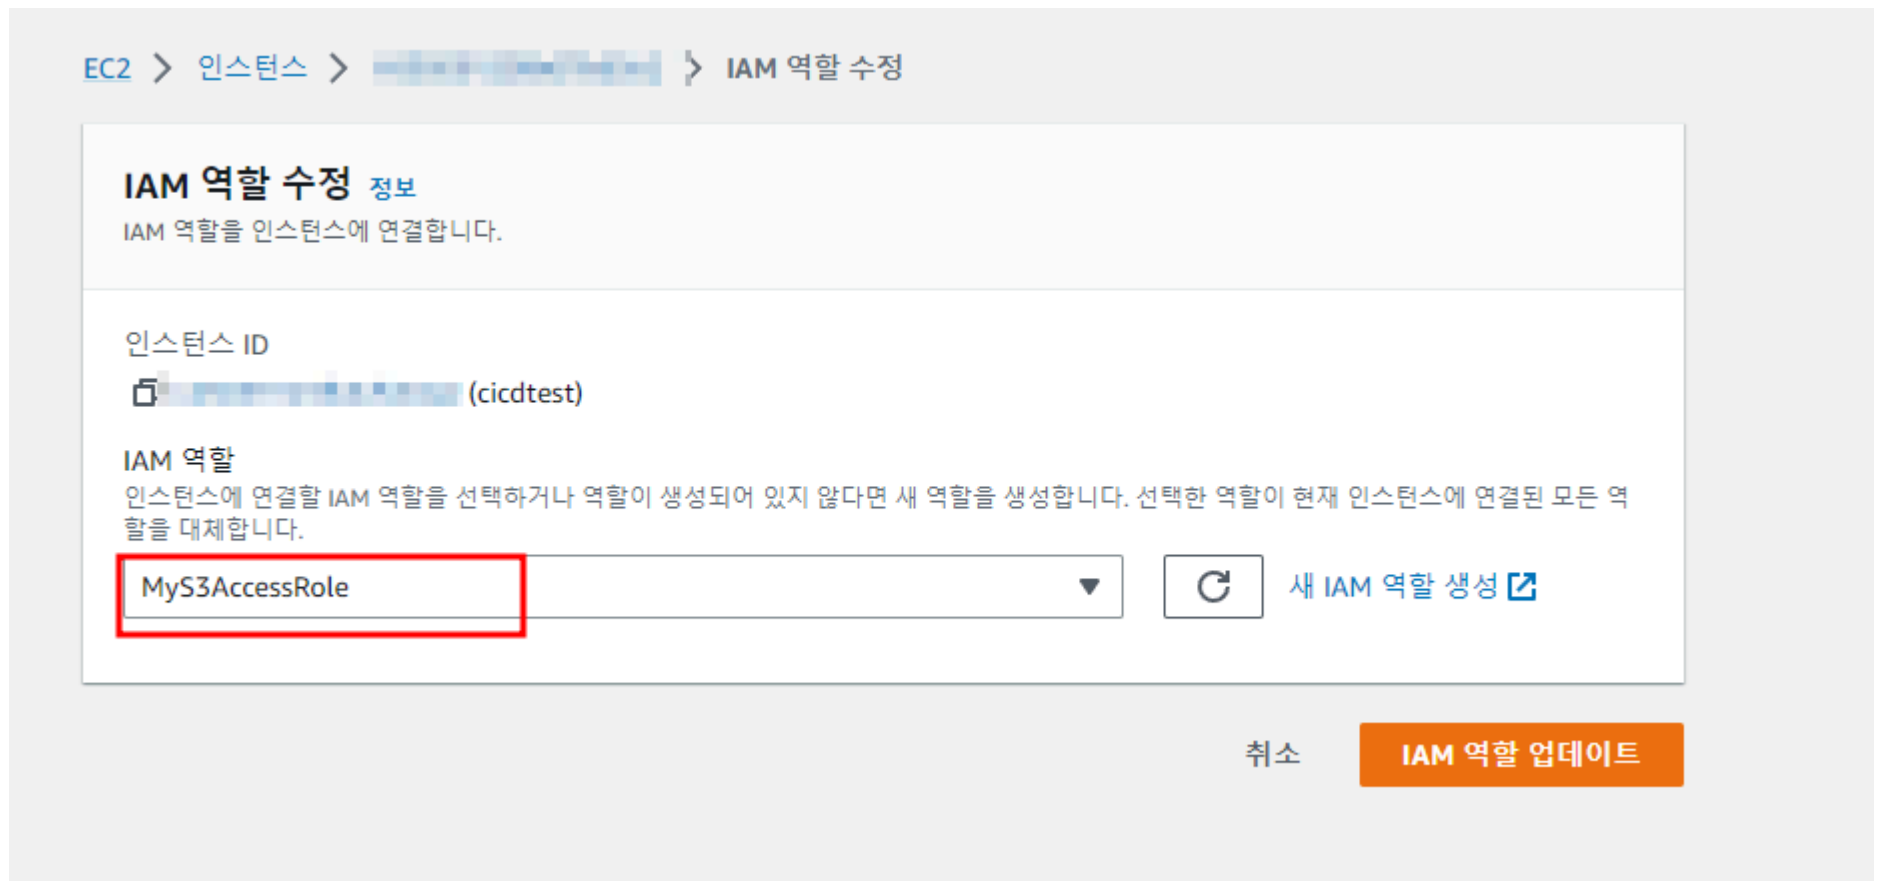 EC2 > 인스턴스 > > IAM 역할 수정
IAM 역할 수정 정보
IAM 역할을 인스턴스에 연결합니다.
인스턴스 ID
(cicdtest)
IAM 역할
인스턴스에 연결할 IAM 역할을 선택하거나 역할이 생성되어 있지 않다면 새 역할을 생성합니다. 선택한 역할이 현재 인스턴스에 연결된 모든 역
할을 대체합니다.
MyS3AccessRole 새 IAM 역할 생성
취소 IAM 역할 업데이트